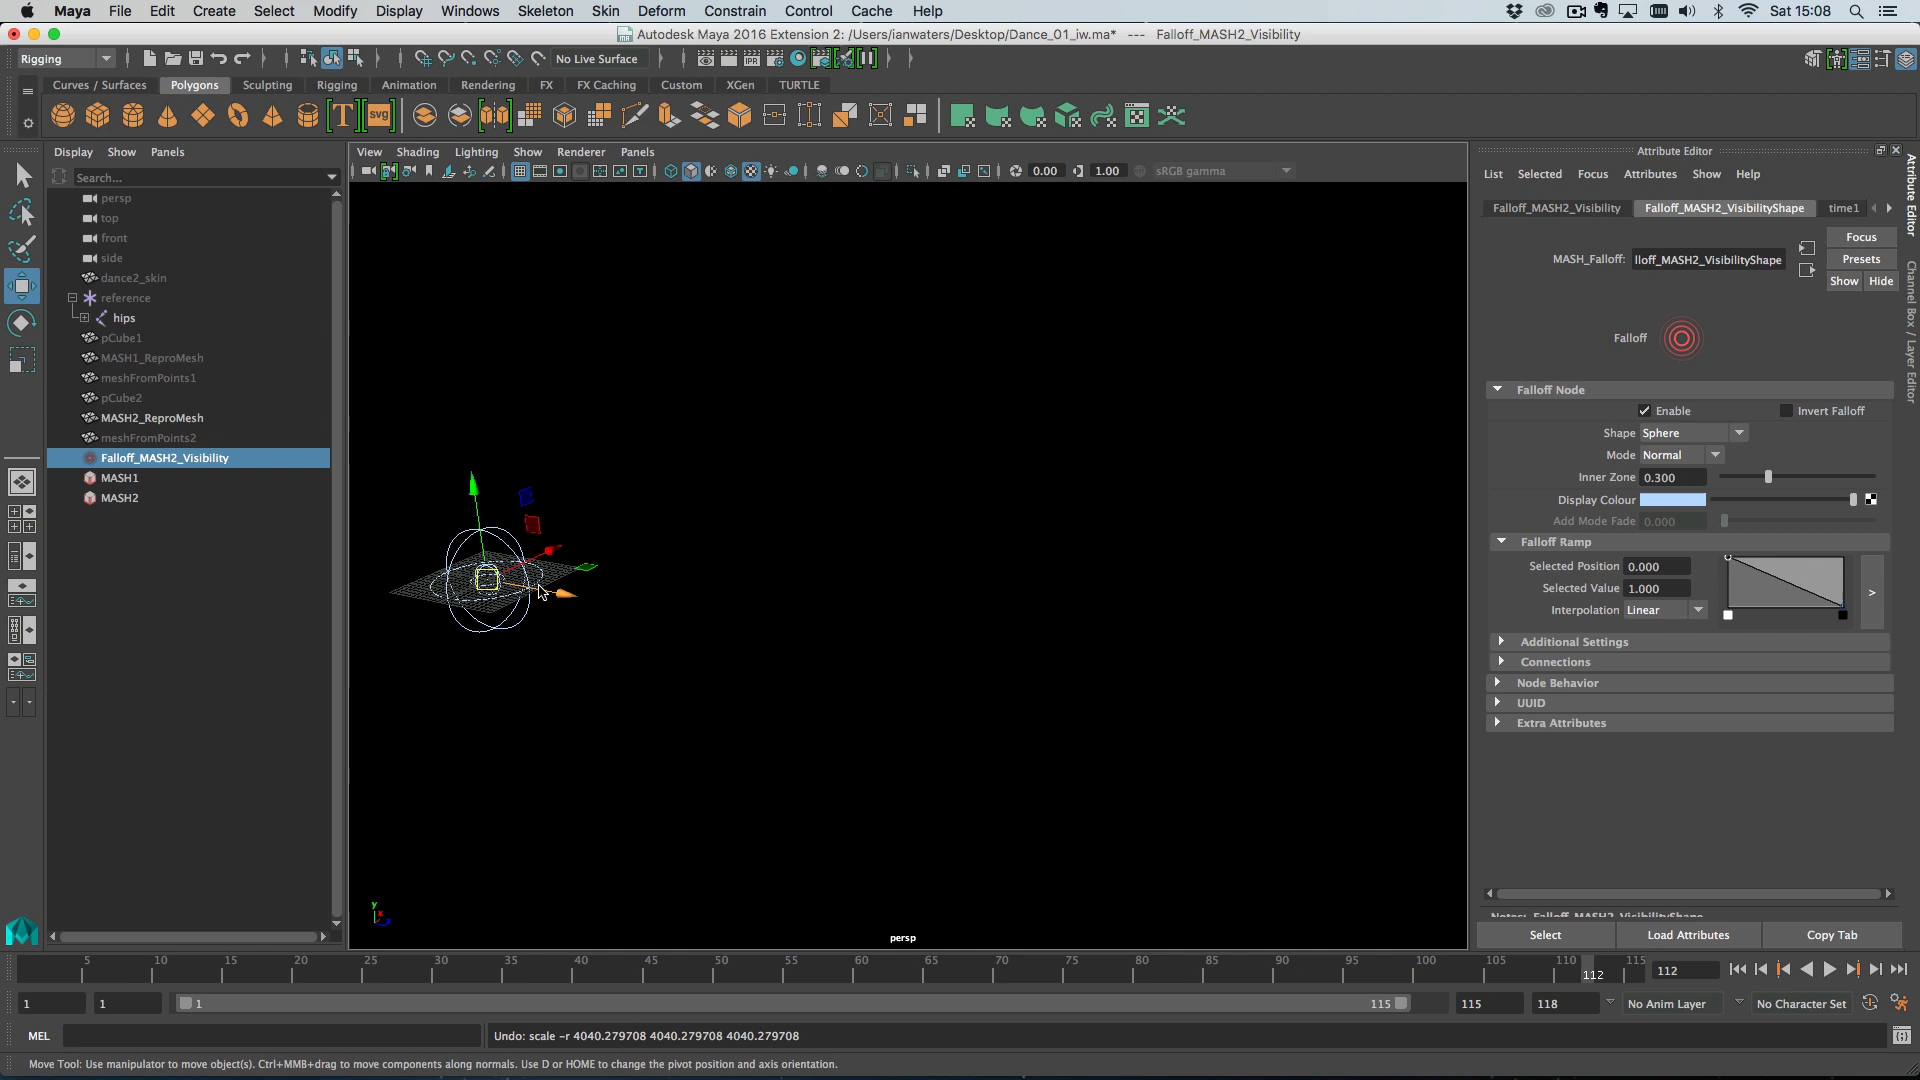 Maya File Edit Create Select Modify Display Windows Skeleton Skin Deform Constrain Control Cache Help
Sat 15:08
Autodesk Maya 2016 Extension 2: /Users/ianwaters/Desktop/Dance_01_iw.ma* --- Falloff_MASH2_Visibility
Rigging
No Live Surface
Curves / Surfaces Polygons Sculpting Rigging Animation Rendering FX FX Caching Custom XGen TURTLE
T
svg
Display Show Panels
Search...
persp
top
front
side
dance2_skin
reference
hips
pCube1
MASH1_ReproMesh
meshFromPoints1
pCube2
MASH2_ReproMesh
meshFromPoints2
Falloff_MASH2_Visibility
MASH1
MASH2
View Shading Lighting Show Renderer Panels
0.00
1.00
sRGB gamma
y
x
persp
Attribute Editor
List Selected Focus Attributes Show Help
Falloff_MASH2_Visibility Falloff_MASH2_VisibilityShape time1
Focus
MASH_Falloff: lloff_MASH2_VisibilityShape
Presets
Show Hide
Falloff
Falloff Node
Enable Invert Falloff
Shape Sphere
Mode Normal
Inner Zone 0.300
Display Colour
Add Mode Fade 0.000
Falloff Ramp
Selected Position 0.000
Selected Value 1.000
Interpolation Linear
>
Additional Settings
Connections
Node Behavior
UUID
Extra Attributes
Notes: Falloff_MASH2_VisibilityShape
Select Load Attributes Copy Tab
Attribute Editor
Channel Box / Layer Editor
5 10 15 20 25 30 35 40 45 50 55 60 65 70 75 80 85 90 95 100 105 110 115
112
112
1 1 1 115 115 118 No Anim Layer No Character Set
MEL
Undo: scale -r 4040.279708 4040.279708 4040.279708
Move Tool: Use manipulator to move object(s). Ctrl+MMB+drag to move components along normals. Use D or HOME to change the pivot position and axis orientation.